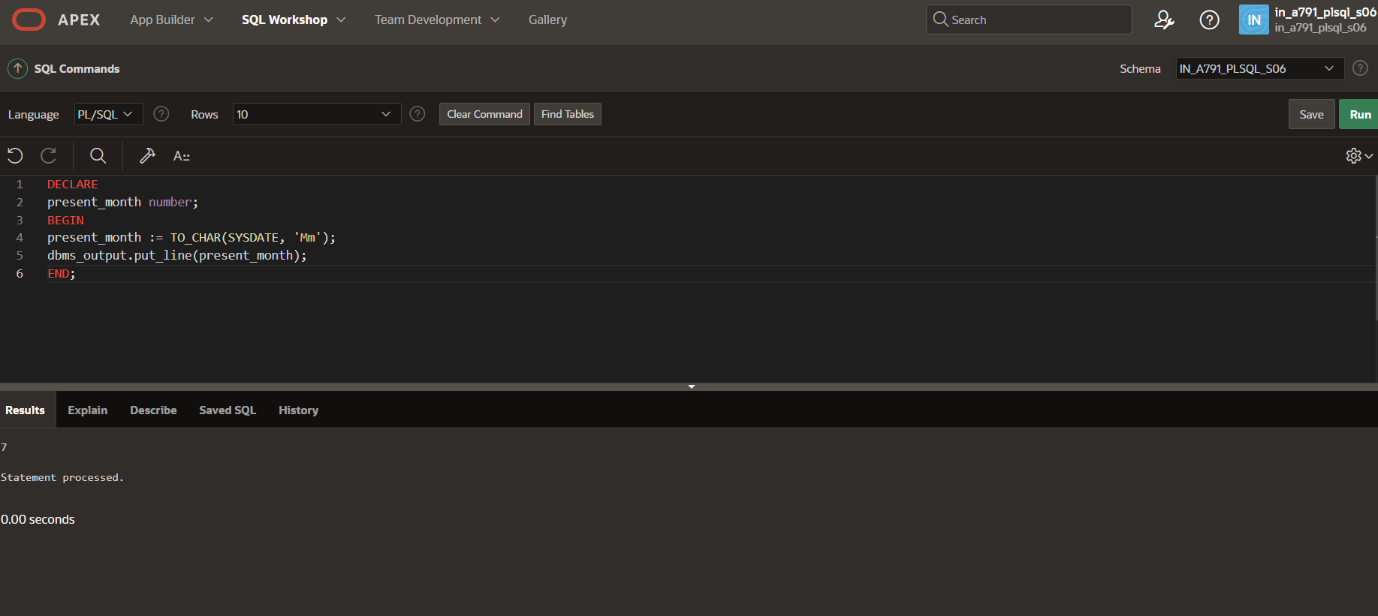 APEX App Builder SQL Workshop Team Development Gallery Search IN in_a791_plsql_s06
in_a791_plsql_s06
SQL Commands Schema IN_A791_PLSQL_S06
Language PL/SQL Rows 10 Clear Command Find Tables Save Run
A::
1 DECLARE
2 present_month number;
3 BEGIN
4 present_month := TO_CHAR(SYSDATE, 'Mm');
5 dbms_output.put_line(present_month);
6 END;
Results Explain Describe Saved SQL History
7
Statement processed.
0.00 seconds